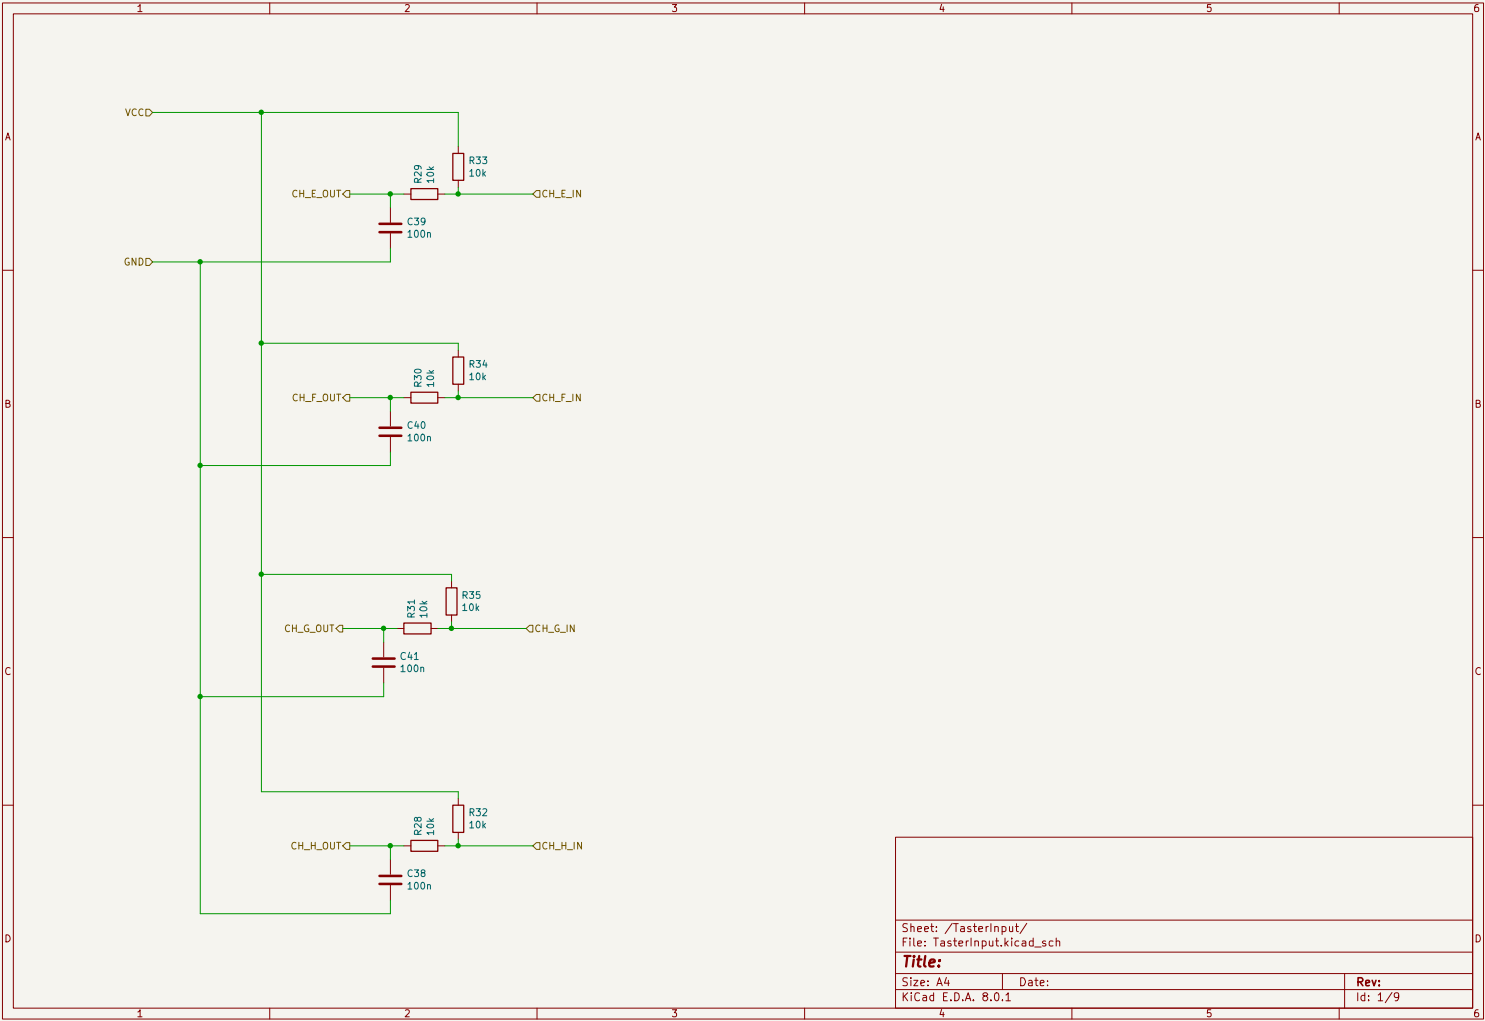 1 2 3 4 5 6
VCC
A A
R33
10k
R29
10k
CH_E_OUT
CH_E_IN
C39
100n
GND
R34
10k
R30
10k
CH_F_OUT
CH_F_IN
B B
C40
100n
R35
10k
R31
10k
CH_G_OUT
CH_G_IN
C41
100n
C C
R32
10k
R28
10k
CH_H_OUT
CH_H_IN
C38
100n
Sheet: /TasterInput/
D D
File: TasterInput.kicad_sch
Title:
Size: A4 Date: Rev:
KiCad E.D.A. 8.0.1 Id: 1/9
1 2 3 4 5 6